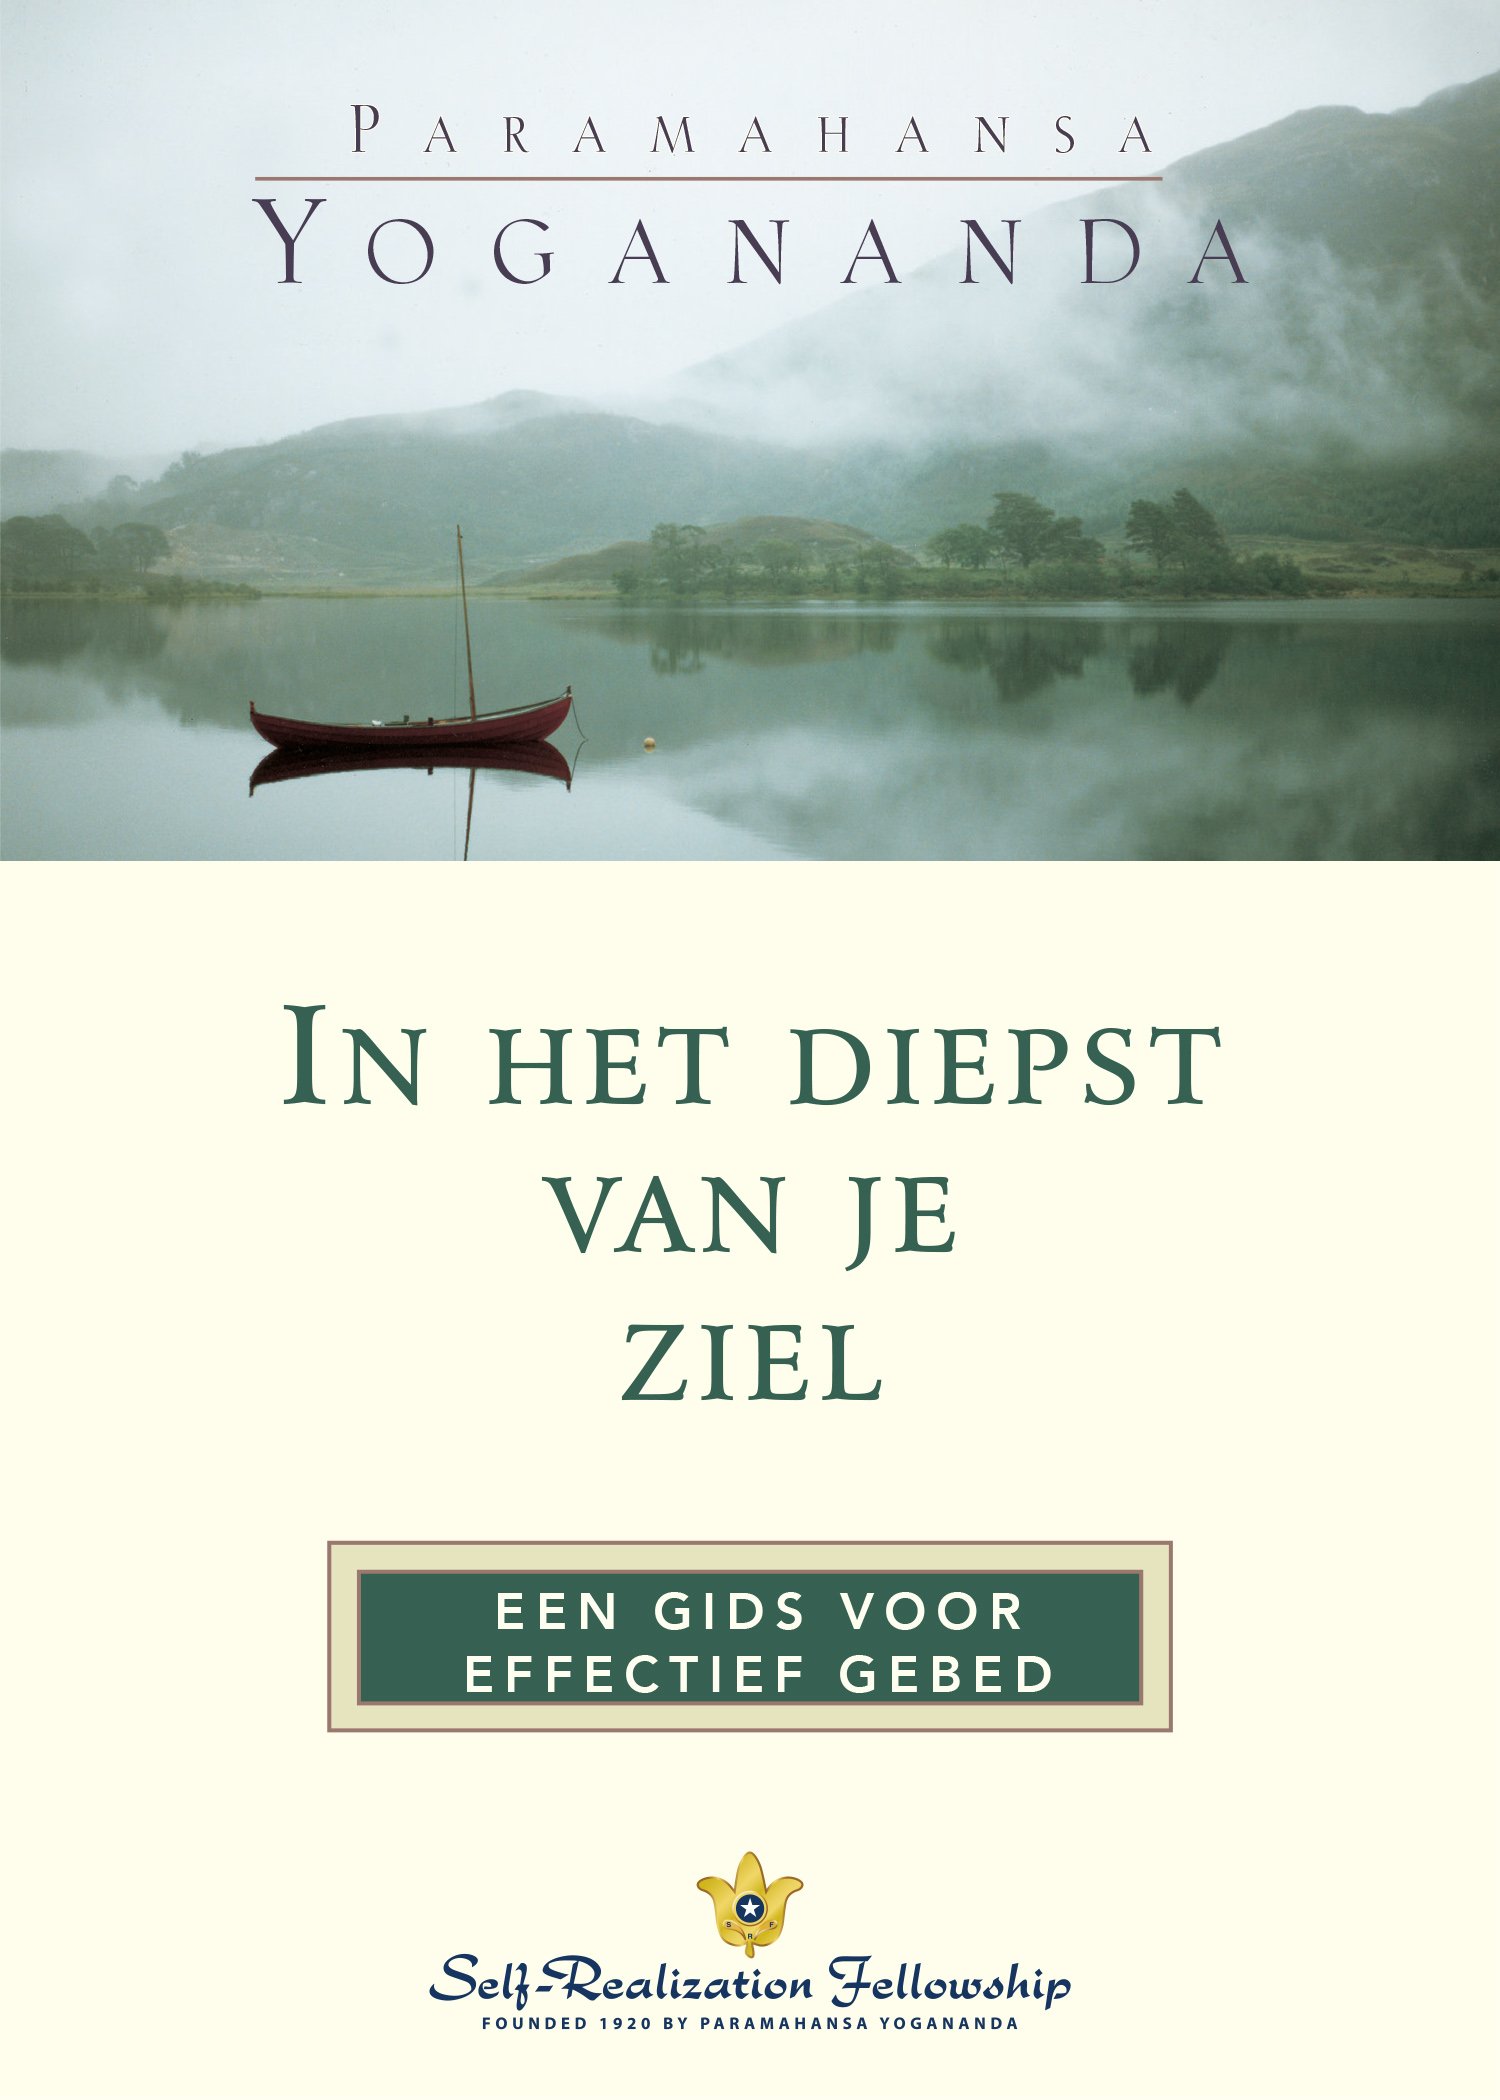 PARAMAHANSA
YOGANANDA
IN HET DIEPST
VAN JE
ZIEL
EEN GIDS VOOR
EFFECTIEF GEBED
S R F
Self-Realization Fellowship
FOUNDED 1920 BY PARAMAHANSA YOGANANDA